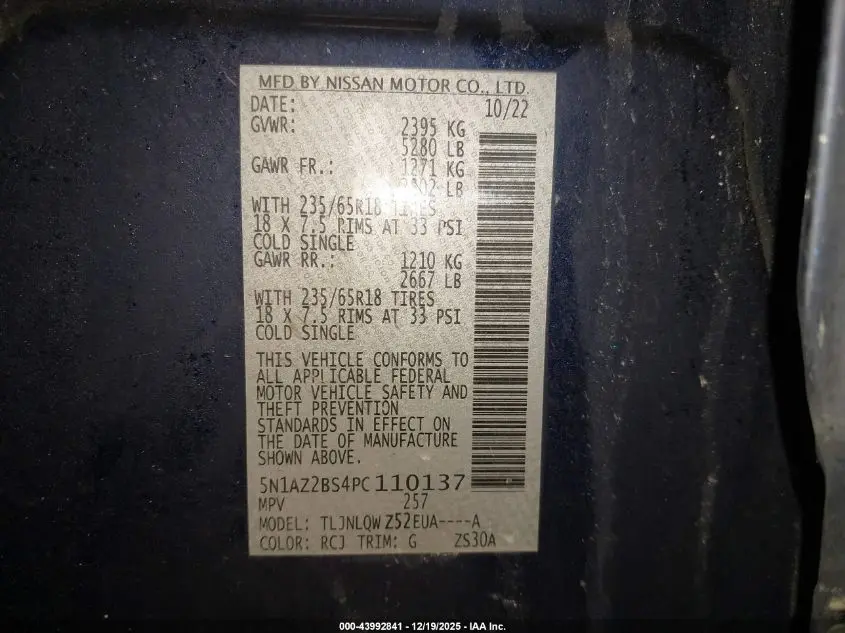 MFD BY NISSAN MOTOR CO., LTD.
DATE: 10/22
GVWR: 2395 KG
5280 LB
GAWR FR.: 1271 KG
LB
WITH 235/65R18 TIRES
18 X 7.5 RIMS AT 33 PSI
COLD SINGLE
GAWR RR.: 1210 KG
2667 LB
WITH 235/65R18 TIRES
18 X 7.5 RIMS AT 33 PSI
COLD SINGLE
THIS VEHICLE CONFORMS TO
ALL APPLICABLE FEDERAL
MOTOR VEHICLE SAFETY AND
THEFT PREVENTION
STANDARDS IN EFFECT ON
THE DATE OF MANUFACTURE
SHOWN ABOVE.
5N1AZ2BS4PC110137
MPV 257
MODEL: TLJNLQW Z52EUA----A
COLOR: RCJ TRIM: G ZS30A
000-43992841 - 12/19/2025 - IAA Inc.